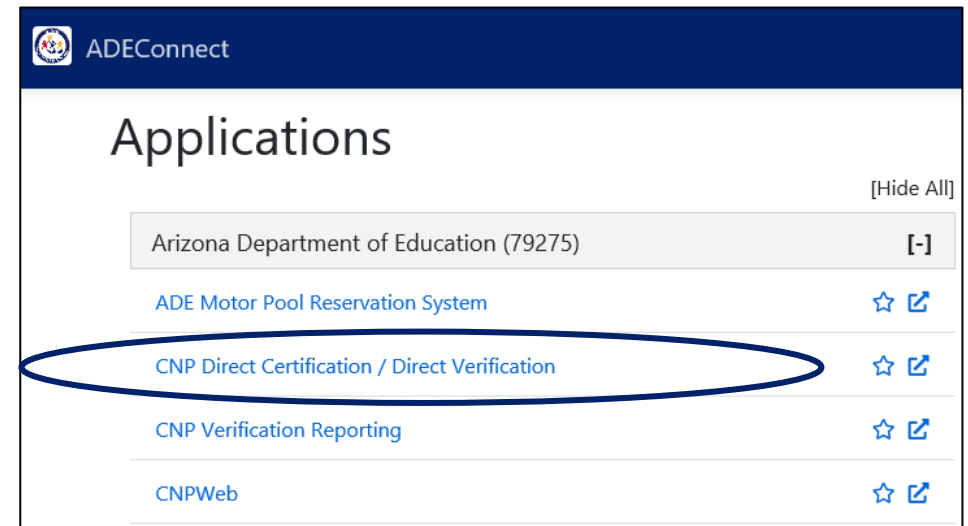 ADEConnect
Applications
[Hide All]
Arizona Department of Education (79275) [-]
ADE Motor Pool Reservation System
CNP Direct Certification / Direct Verification
CNP Verification Reporting
CNPWeb